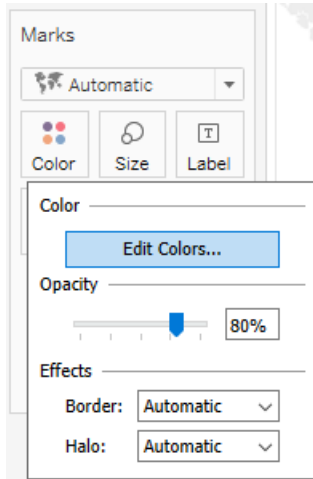 Marks
Automatic
Color Size Label
T
Color
Edit Colors...
Opacity
80%
Effects
Border: Automatic
Halo: Automatic